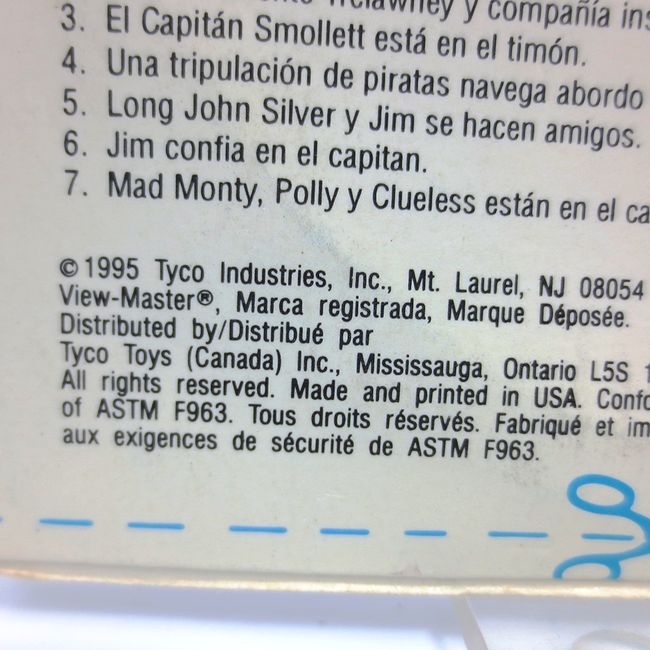 Trelawney y compañía
3. El Capitán Smollett está en el timón.
4. Una tripulación de piratas navega abordo
5. Long John Silver y Jim se hacen amigos.
6. Jim confia en el capitan.
7. Mad Monty, Polly y Clueless están en el
©1995 Tyco Industries, Inc., Mt. Laurel, NJ 08054
View-Master®, Marca registrada, Marque Déposée.
Distributed by/Distribué par
Tyco Toys (Canada) Inc., Mississauga, Ontario L5S
All rights reserved. Made and printed in USA.
of ASTM F963. Tous droits réservés. Fabriqué et
aux exigences de sécurité de ASTM F963.